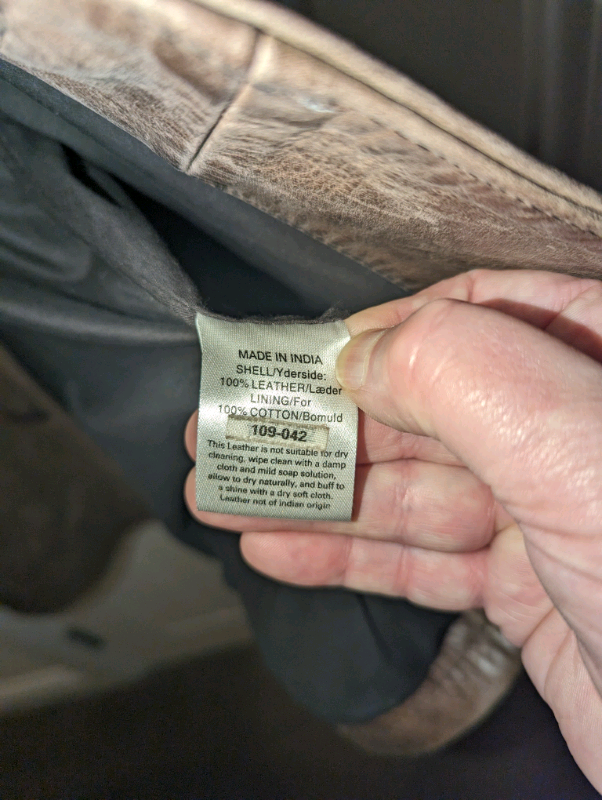 MADE IN INDIA
SHELL/Yderside:
100% LEATHER/Læder
LINING/For
100% COTTON/Bomuld
109-042
This Leather is not suitable for dry
cleaning, wipe clean with a damp
cloth and mild soap solution,
allow to dry naturally, and buff to
a shine with a dry soft cloth.
Leather not of indian origin